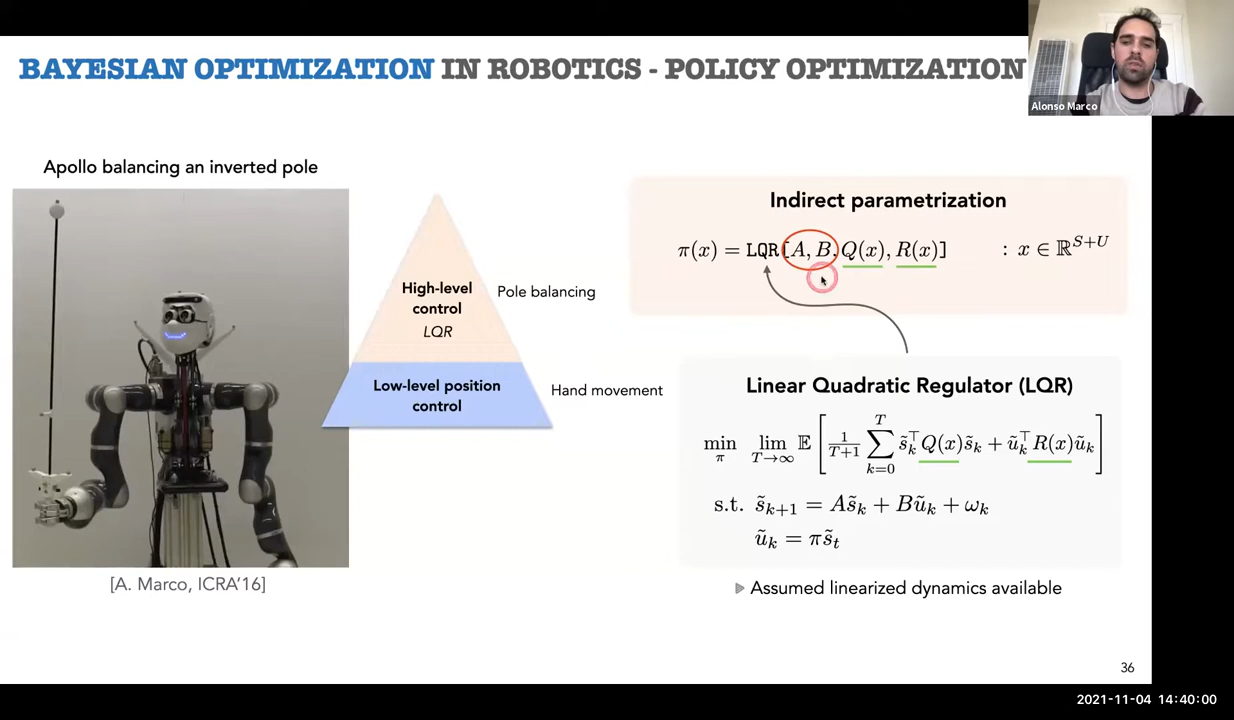 BAYESIAN OPTIMIZATION IN ROBOTICS - POLICY OPTIMIZATION
Alonso Marco
Apollo balancing an inverted pole
High-level
control
LQR
Pole balancing
Low-level position
control
Hand movement
[A. Marco, ICRA'16]
Indirect parametrization
π(x) = LQR[A, B, Q(x), R(x)] : x ∈ ℝ^{S+U}
Linear Quadratic Regulator (LQR)
min_π lim_{T→∞} 𝔼 [ 1/(T+1) ∑_{k=0}^{T} s̃_k^⊤ Q(x) s̃_k + ũ_k^⊤ R(x) ũ_k ]
s.t. s̃_{k+1} = A s̃_k + B ũ_k + ω_k
ũ_k = π s̃_t
Assumed linearized dynamics available
36
2021-11-04 14:40:00